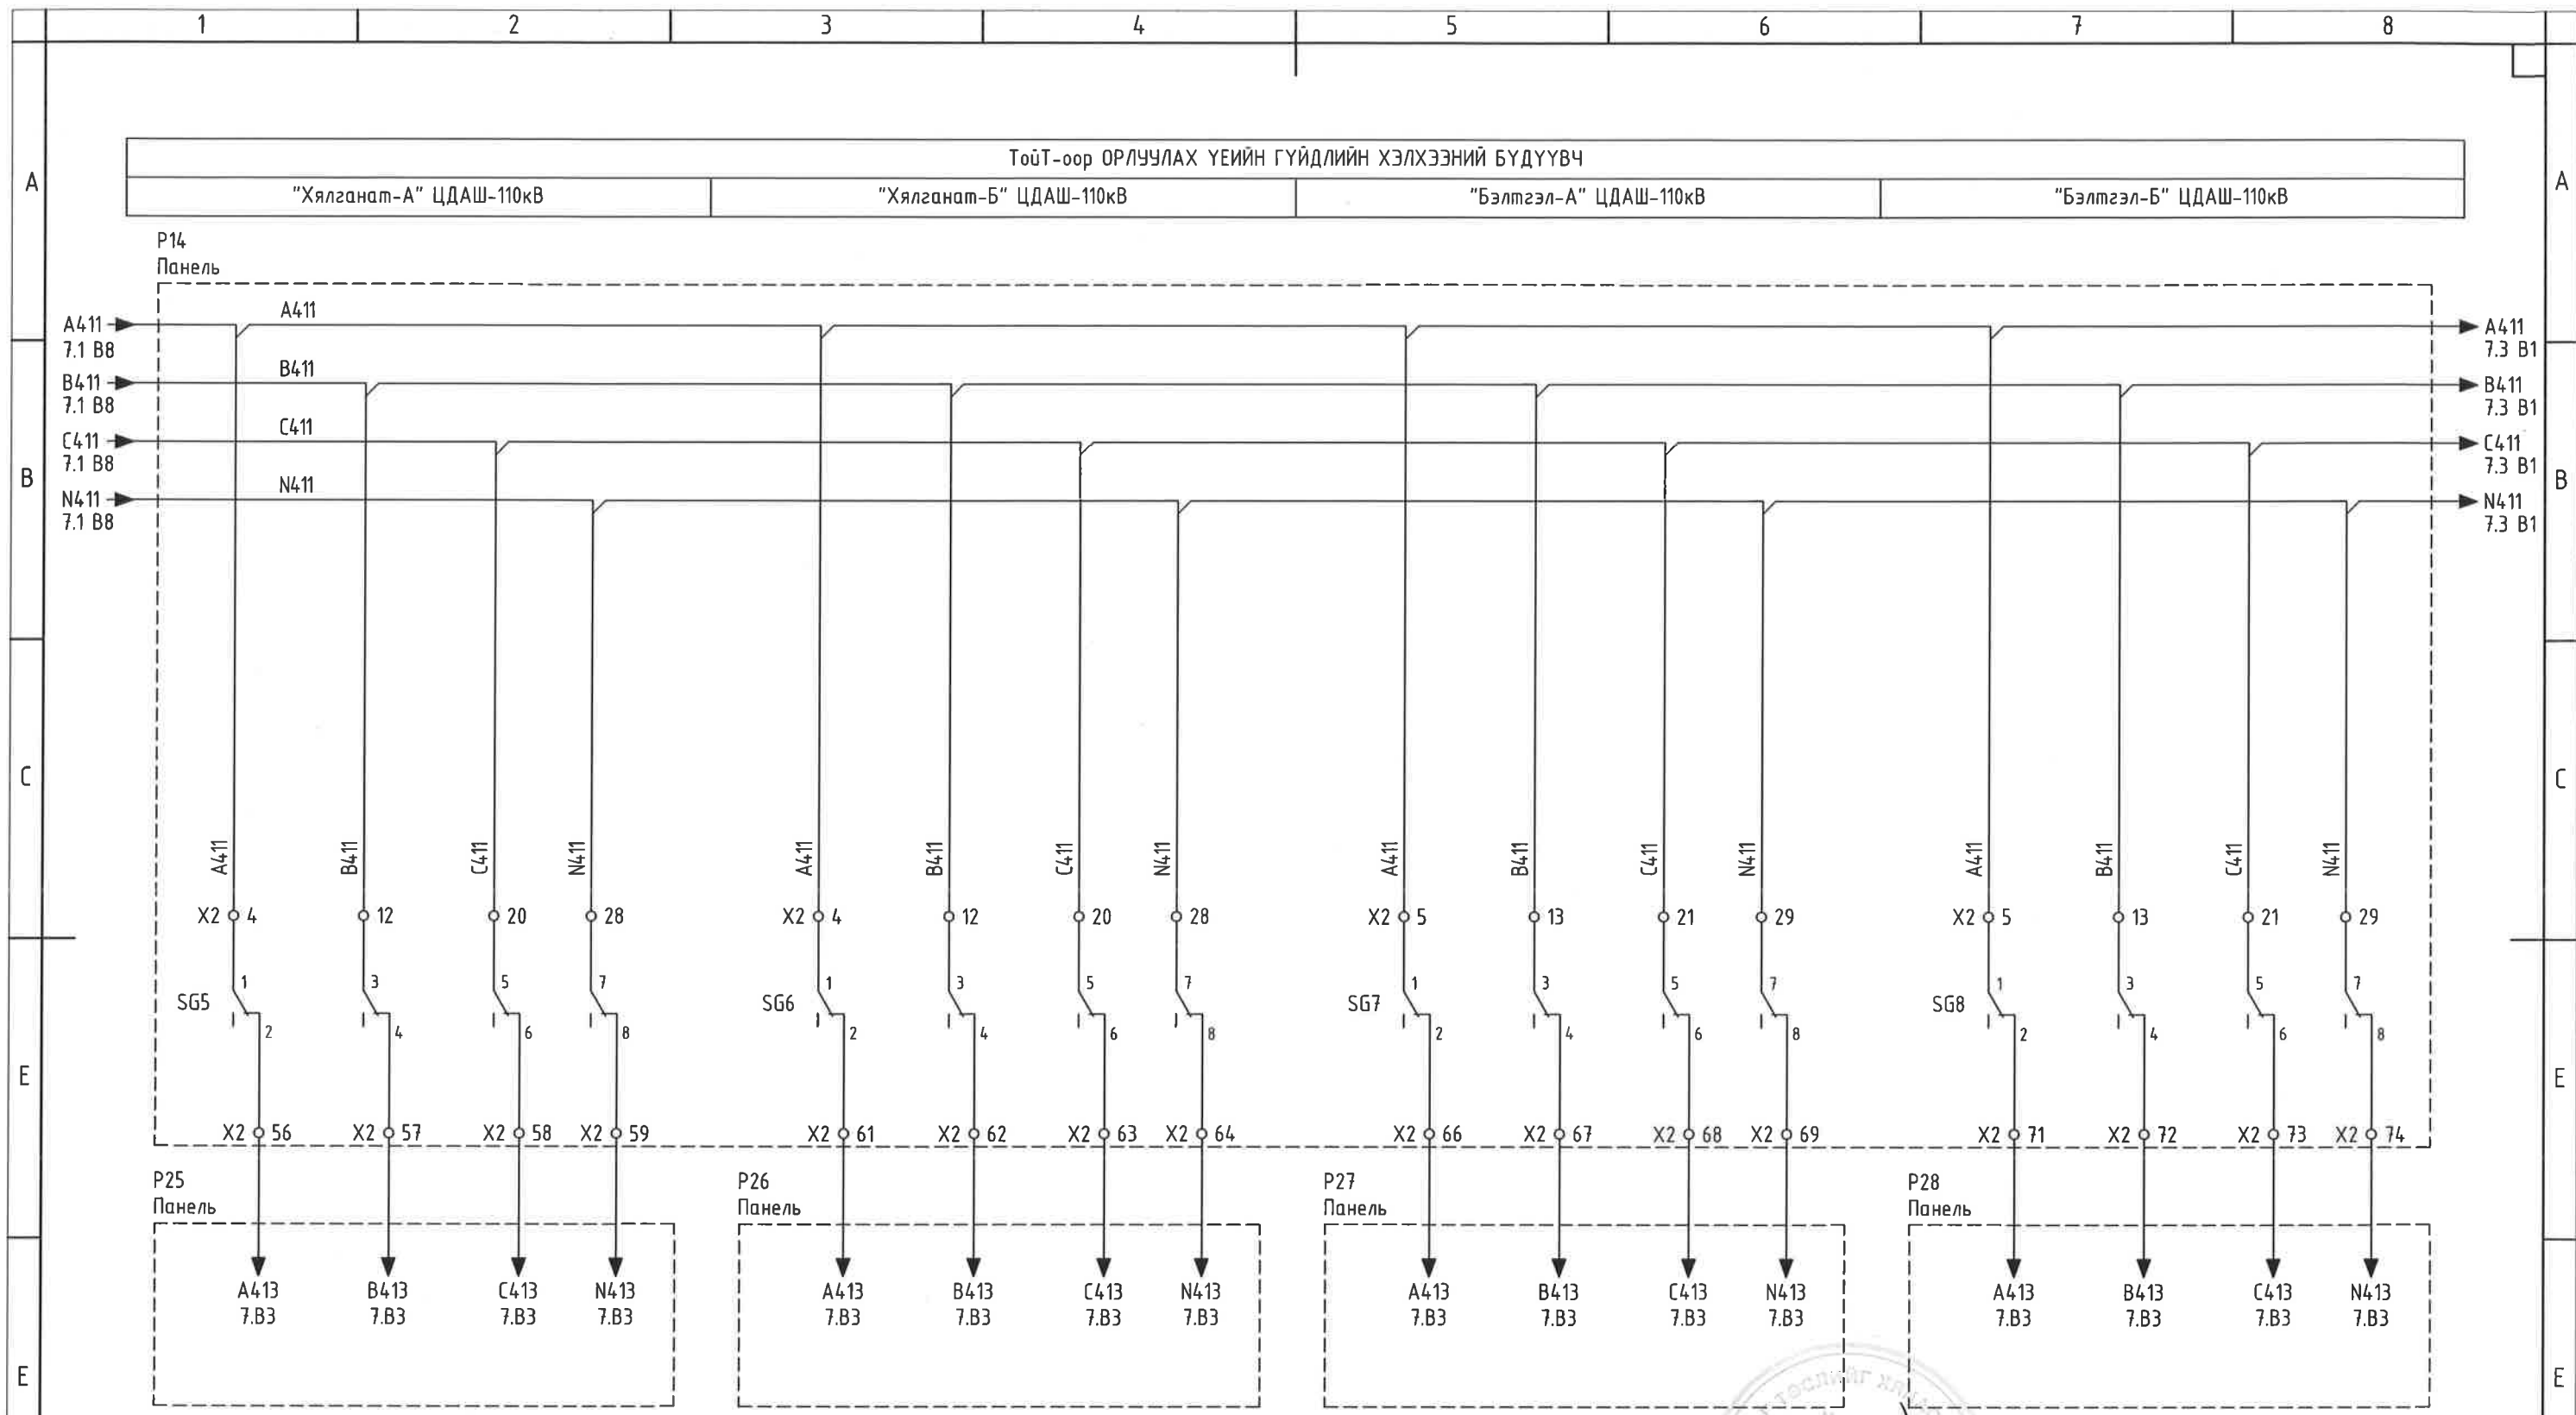 1 2 3 4 5 6 7 8
A A
ТойТ-оор ОРЛУУЛАХ ҮЕИЙН ГҮЙДЛИЙН ХЭЛХЭЭНИЙ БҮДҮҮВЧ
"Хялганат-А" ЦДАШ-110кВ "Хялганат-Б" ЦДАШ-110кВ "Бэлтгэл-А" ЦДАШ-110кВ "Бэлтгэл-Б" ЦДАШ-110кВ
P14
Панель
A411 A411 A411
7.1 B8 7.3 B1
B411 B411 B411
7.1 B8 7.3 B1
C411 C411 C411
7.1 B8 7.3 B1
B B
N411 N411 N411
7.1 B8 7.3 B1
C C
A411 B411 C411 N411 A411 B411 C411 N411 A411 B411 C411 N411 A411 B411 C411 N411
X2 4 12 20 28 X2 4 12 20 28 X2 5 13 21 29 X2 5 13 21 29
1 3 5 7 1 3 5 7 1 3 5 7 1 3 5 7
SG5 SG6 SG7 SG8
2 4 6 8 2 4 6 8 2 4 6 8 2 4 6 8
E E
X2 56 X2 57 X2 58 X2 59 X2 61 X2 62 X2 63 X2 64 X2 66 X2 67 X2 68 X2 69 X2 71 X2 72 X2 73 X2 74
P25 P26 P27 P28
Панель Панель Панель Панель
A413 B413 C413 N413 A413 B413 C413 N413 A413 B413 C413 N413 A413 B413 C413 N413
7.B3 7.B3 7.B3 7.B3 7.B3 7.B3 7.B3 7.B3 7.B3 7.B3 7.B3 7.B3 7.B3 7.B3 7.B3 7.B3
E E